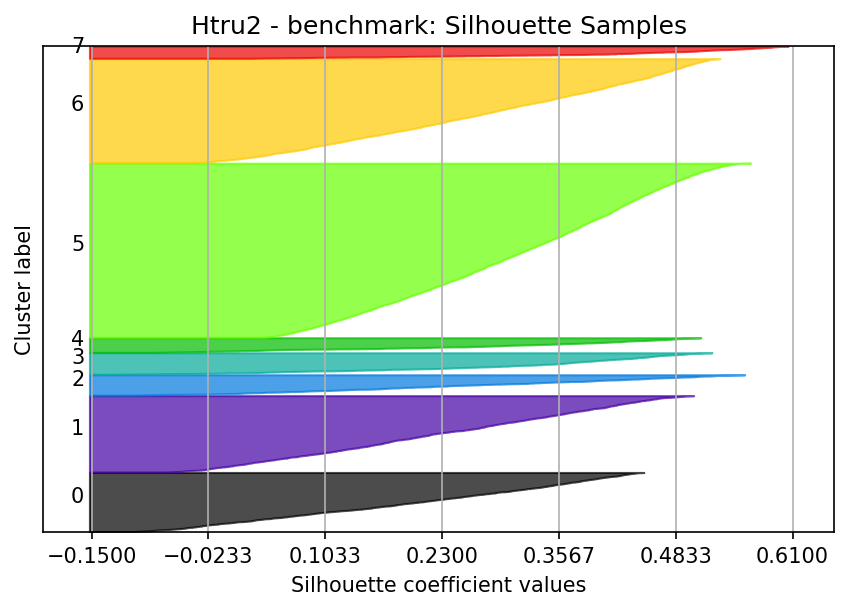 Htru2 - benchmark: Silhouette Samples
Cluster label
7
6
5
4
3
2
1
0
−0.1500 −0.0233 0.1033 0.2300 0.3567 0.4833 0.6100
Silhouette coefficient values